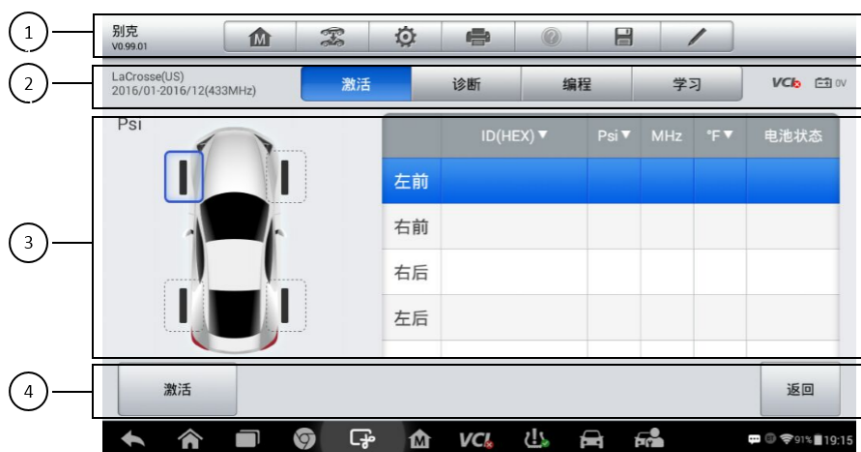 1
别克
V0.99.01
M
2
LaCrosse(US)
2016/01-2016/12(433MHz)
激活
诊断
编程
学习
VCI
0V
3
Psi
ID(HEX)▼
Psi▼
MHz
°F▼
电池状态
左前
右前
右后
左后
4
激活
返回
M
VCI
91%
19:15